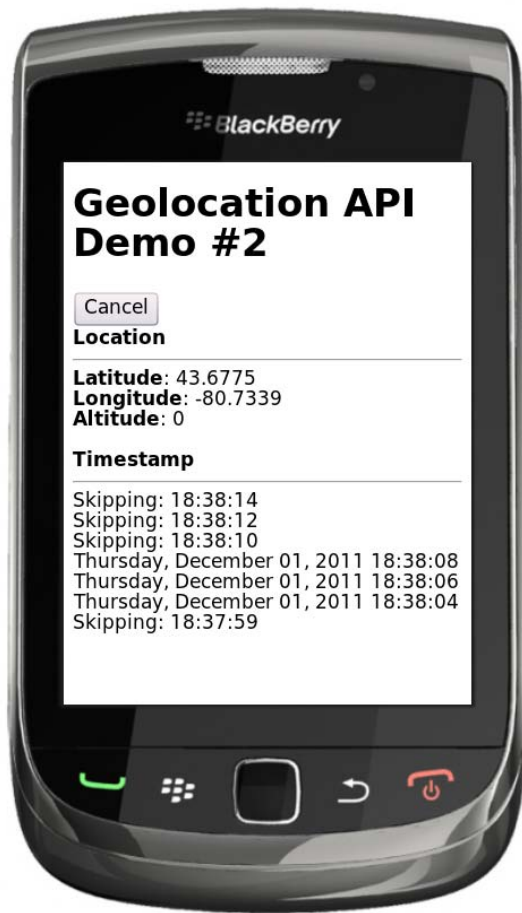 BlackBerry
Geolocation API
Demo #2
Cancel
Location
Latitude: 43.6775
Longitude: -80.7339
Altitude: 0
Timestamp
Skipping: 18:38:14
Skipping: 18:38:12
Skipping: 18:38:10
Thursday, December 01, 2011 18:38:08
Thursday, December 01, 2011 18:38:06
Thursday, December 01, 2011 18:38:04
Skipping: 18:37:59